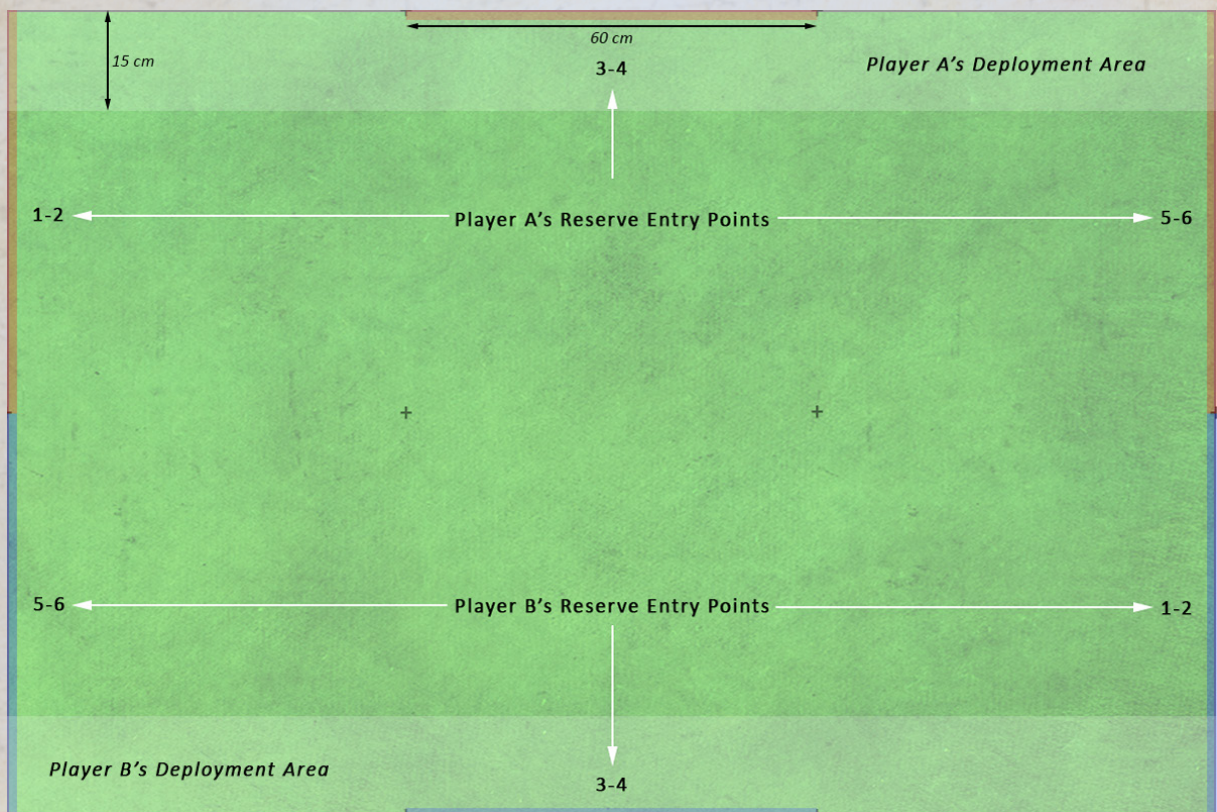 60 cm
15 cm
3-4
Player A's Deployment Area
1-2
Player A's Reserve Entry Points
5-6
5-6
Player B's Reserve Entry Points
1-2
Player B's Deployment Area
3-4